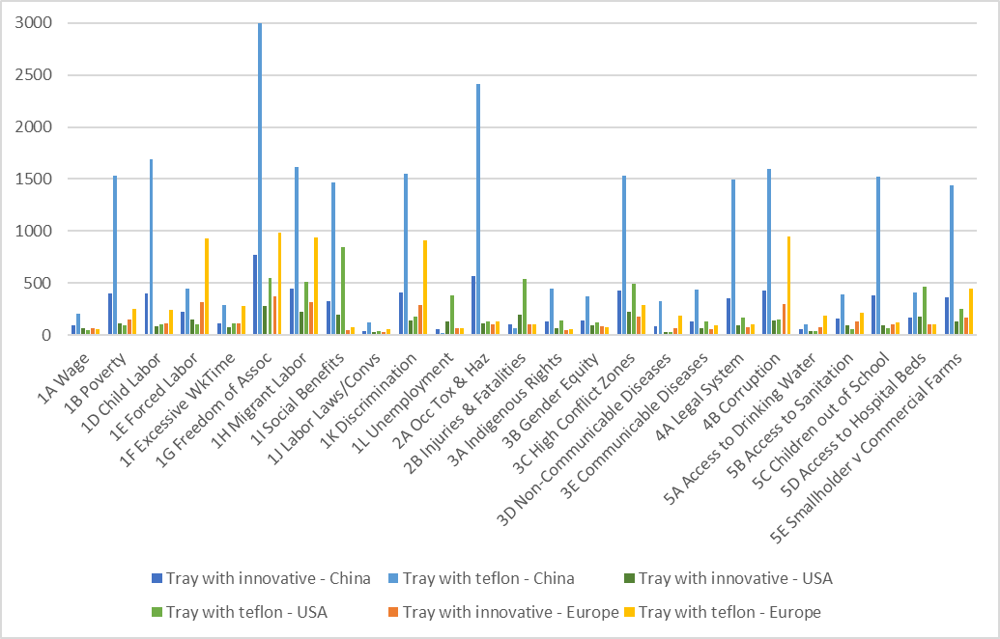 3000
2500
2000
1500
1000
500
0
1A Wage
1B Poverty
1D Child Labor
1E Forced Labor
1F Excessive WkTime
1G Freedom of Assoc
1H Migrant Labor
1I Social Benefits
1J Labor Laws/Convs
1K Discrimination
1L Unemployment
2A Occ Tox & Haz
2B Injuries & Fatalities
3A Indigenous Rights
3B Gender Equity
3C High Conflict Zones
3D Non-Communicable Diseases
3E Communicable Diseases
4A Legal System
4B Corruption
5A Access to Drinking Water
5B Access to Sanitation
5C Children out of School
5D Access to Hospital Beds
5E Smallholder v Commercial Farms
Tray with innovative - China
Tray with teflon - China
Tray with innovative - USA
Tray with teflon - USA
Tray with innovative - Europe
Tray with teflon - Europe